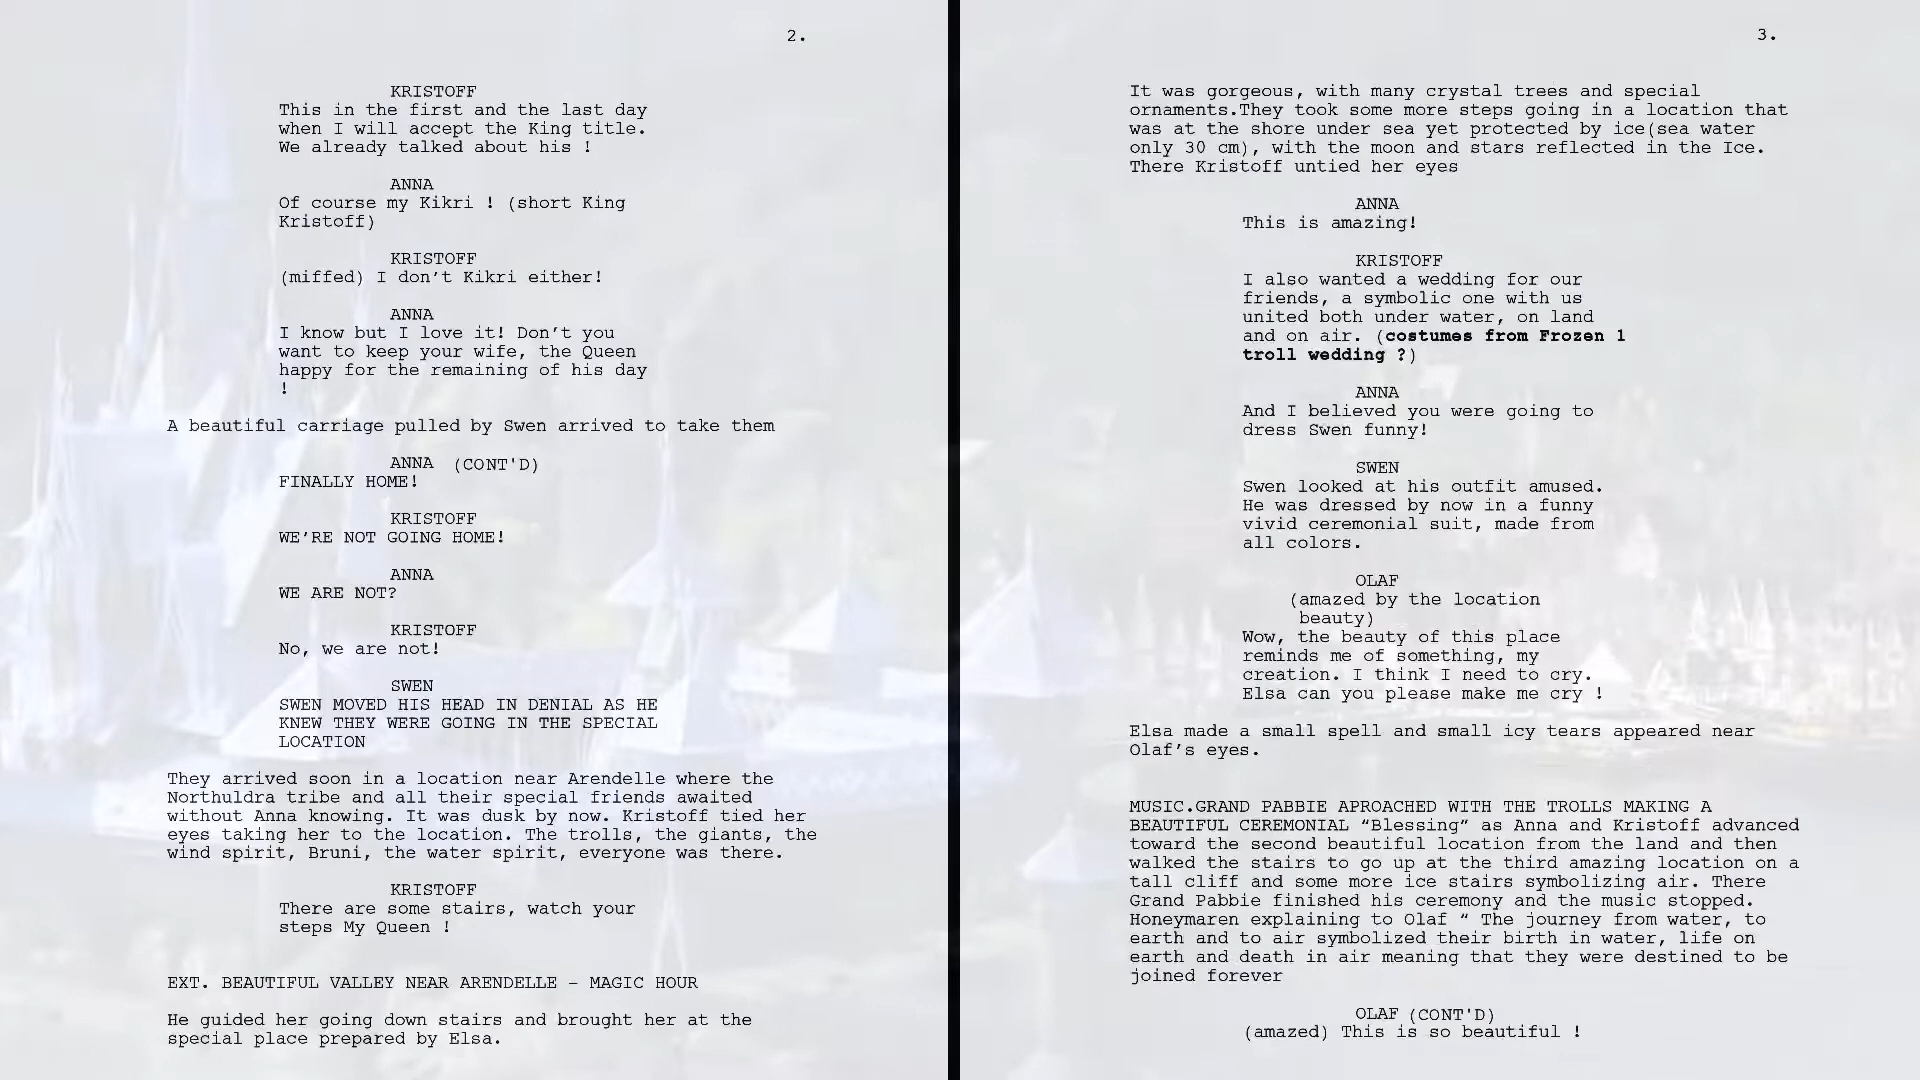 2.
KRISTOFF
This in the first and the last day
when I will accept the King title.
We already talked about his !
ANNA
Of course my Kikri ! (short King
Kristoff)
KRISTOFF
(miffed) I don't Kikri either!
ANNA
I know but I love it! Don't you
want to keep your wife, the Queen
happy for the remaining of his day
!
A beautiful carriage pulled by Swen arrived to take them
ANNA (CONT'D)
FINALLY HOME!
KRISTOFF
WE'RE NOT GOING HOME!
ANNA
WE ARE NOT?
KRISTOFF
No, we are not!
SWEN
SWEN MOVED HIS HEAD IN DENIAL AS HE
KNEW THEY WERE GOING IN THE SPECIAL
LOCATION
They arrived soon in a location near Arendelle where the
Northuldra tribe and all their special friends awaited
without Anna knowing. It was dusk by now. Kristoff tied her
eyes taking her to the location. The trolls, the giants, the
wind spirit, Bruni, the water spirit, everyone was there.
KRISTOFF
There are some stairs, watch your
steps My Queen !
EXT. BEAUTIFUL VALLEY NEAR ARENDELLE – MAGIC HOUR
He guided her going down stairs and brought her at the
special place prepared by Elsa.
3.
It was gorgeous, with many crystal trees and special
ornaments.They took some more steps going in a location that
was at the shore under sea yet protected by ice(sea water
only 30 cm), with the moon and stars reflected in the Ice.
There Kristoff untied her eyes
ANNA
This is amazing!
KRISTOFF
I also wanted a wedding for our
friends, a symbolic one with us
united both under water, on land
and on air. (costumes from Frozen 1
troll wedding ?)
ANNA
And I believed you were going to
dress Swen funny!
SWEN
Swen looked at his outfit amused.
He was dressed by now in a funny
vivid ceremonial suit, made from
all colors.
OLAF
(amazed by the location
beauty)
Wow, the beauty of this place
reminds me of something, my
creation. I think I need to cry.
Elsa can you please make me cry !
Elsa made a small spell and small icy tears appeared near
Olaf's eyes.
MUSIC.GRAND PABBIE APROACHED WITH THE TROLLS MAKING A
BEAUTIFUL CEREMONIAL “Blessing” as Anna and Kristoff advanced
toward the second beautiful location from the land and then
walked the stairs to go up at the third amazing location on a
tall cliff and some more ice stairs symbolizing air. There
Grand Pabbie finished his ceremony and the music stopped.
Honeymaren explaining to Olaf “ The journey from water, to
earth and to air symbolized their birth in water, life on
earth and death in air meaning that they were destined to be
joined forever
OLAF (CONT'D)
(amazed) This is so beautiful !